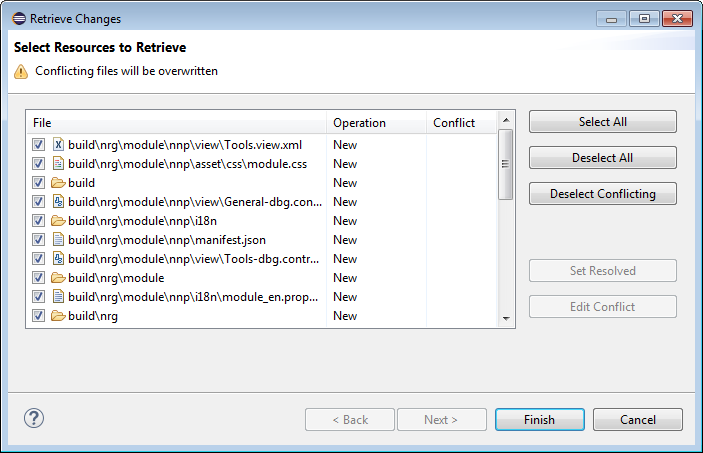 Retrieve Changes
Select Resources to Retrieve
Conflicting files will be overwritten
File Operation Conflict
build\nrg\module\nnp\view\Tools.view.xml New
build\nrg\module\nnp\asset\css\module.css New
build New
build\nrg\module\nnp\view\General-dbg.con... New
build\nrg\module\nnp\i18n New
build\nrg\module\nnp\manifest.json New
build\nrg\module\nnp\view\Tools-dbg.contr... New
build\nrg\module New
build\nrg\module\nnp\i18n\module_en.prop... New
build\nrg New
Select All
Deselect All
Deselect Conflicting
Set Resolved
Edit Conflict
? < Back Next > Finish Cancel